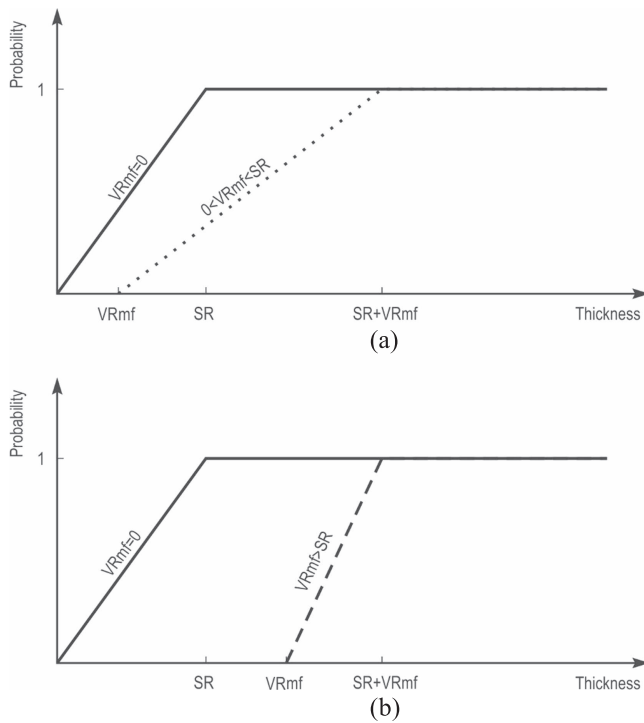 Probability
1
VRmf=0
0<VRmf<SR
VRmf
SR
SR+VRmf
Thickness
(a)
Probability
1
VRmf=0
VRmf>SR
SR
VRmf
SR+VRmf
Thickness
(b)